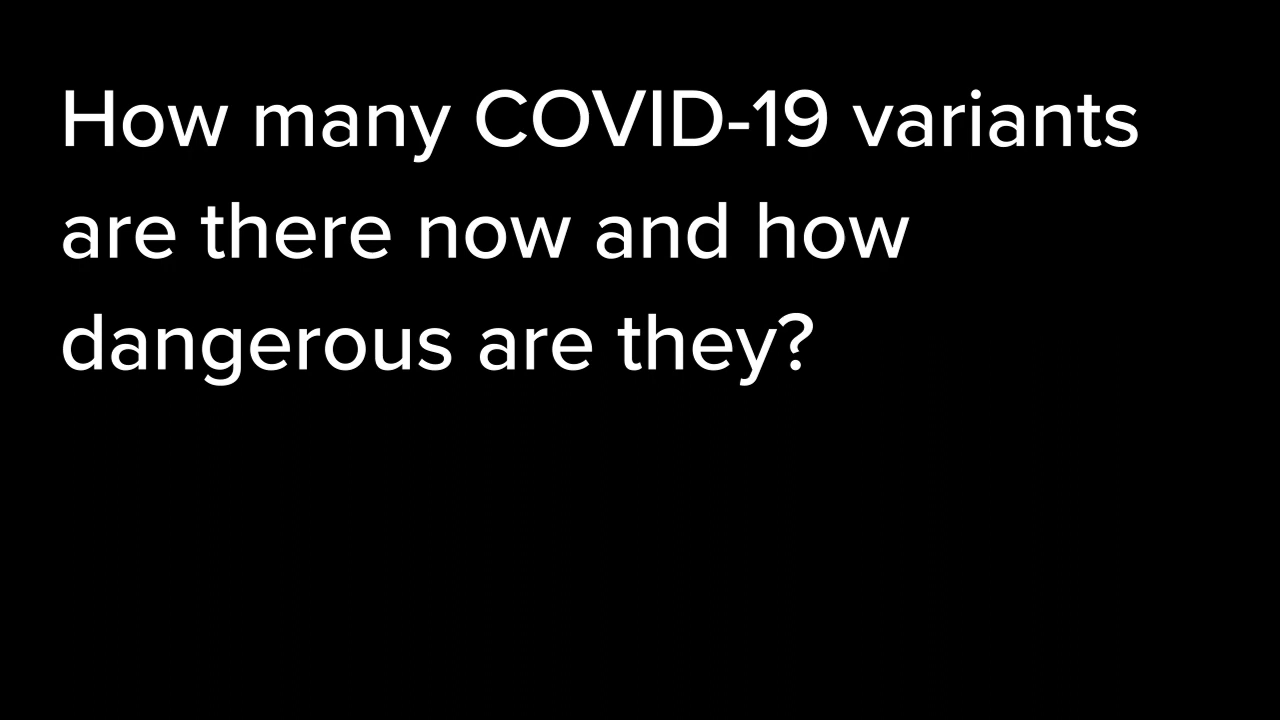 How many COVID-19 variants
are there now and how
dangerous are they?